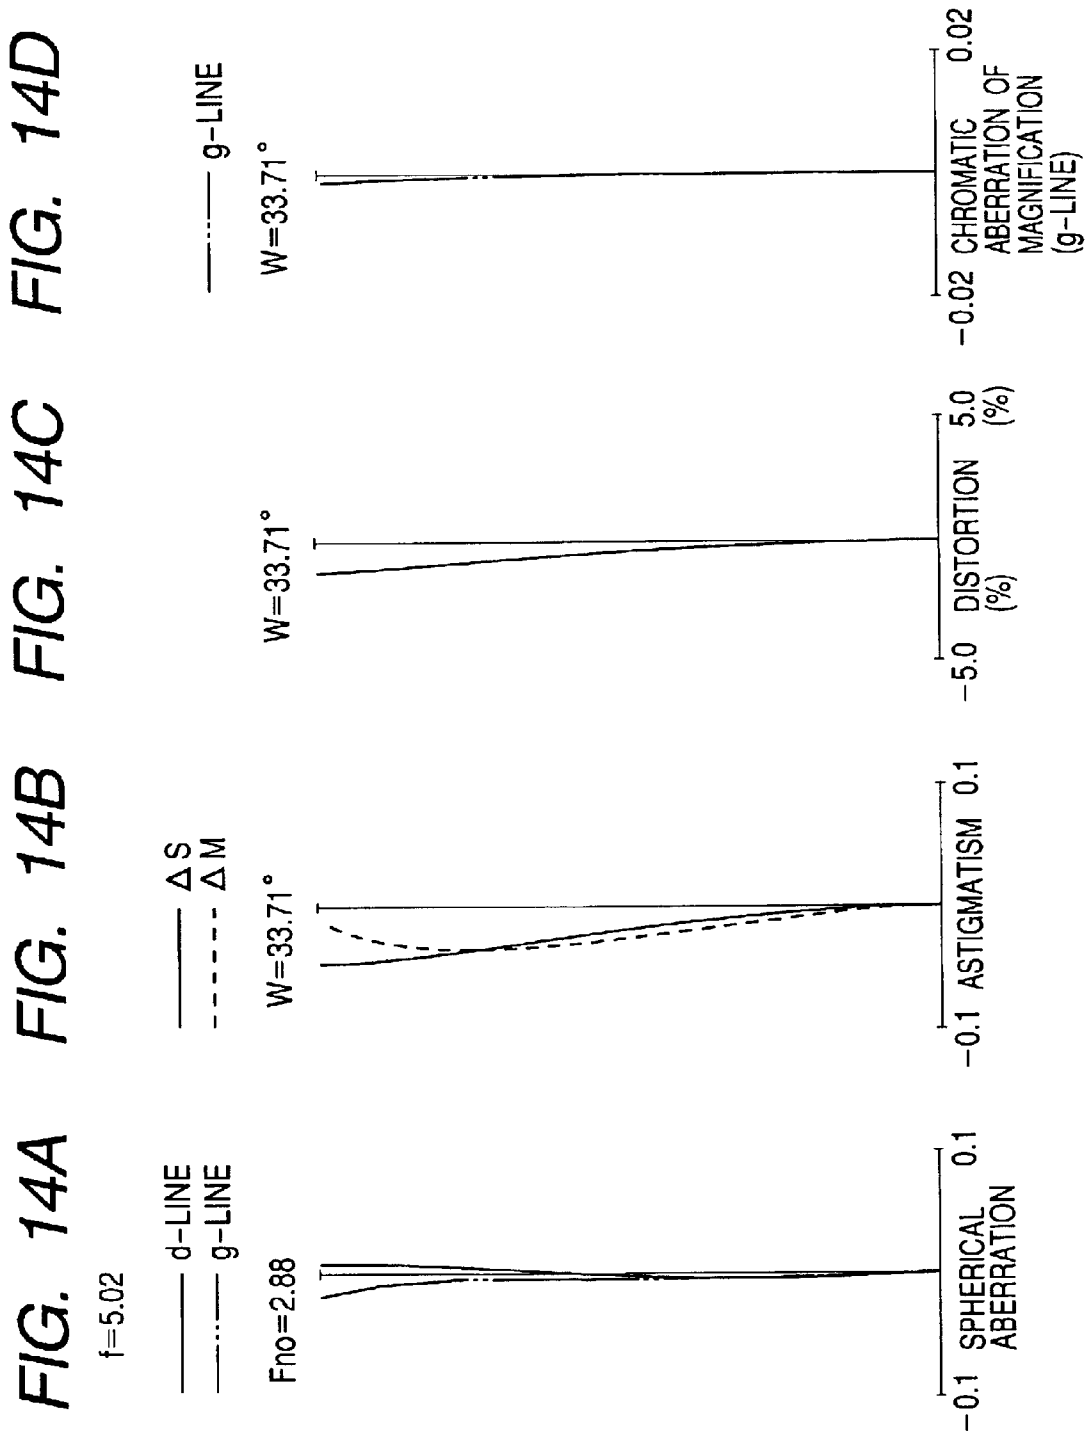 FIG. 14A
f=5.02
d-LINE
g-LINE
Fno=2.88
-0.1
0.1
SPHERICAL
ABERRATION
FIG. 14B
ΔS
ΔM
W=33.71°
-0.1
ASTIGMATISM
0.1
FIG. 14C
W=33.71°
-5.0
(%)
DISTORTION
5.0
(%)
FIG. 14D
g-LINE
W=33.71°
-0.02
0.02
CHROMATIC
ABERRATION OF
MAGNIFICATION
(g-LINE)